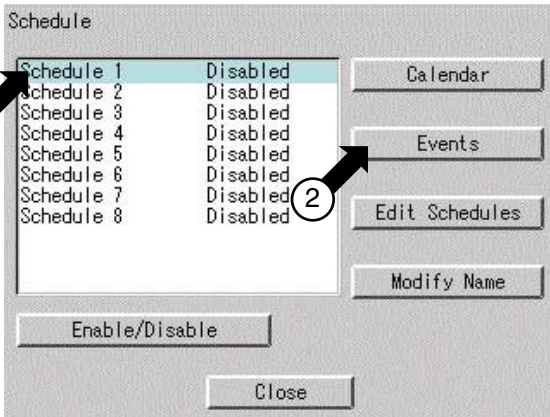 Schedule
Schedule 1 Disabled
Schedule 2 Disabled
Schedule 3 Disabled
Schedule 4 Disabled
Schedule 5 Disabled
Schedule 6 Disabled
Schedule 7 Disabled
Schedule 8 Disabled
Calendar
Events
2
Edit Schedules
Modify Name
Enable/Disable
Close